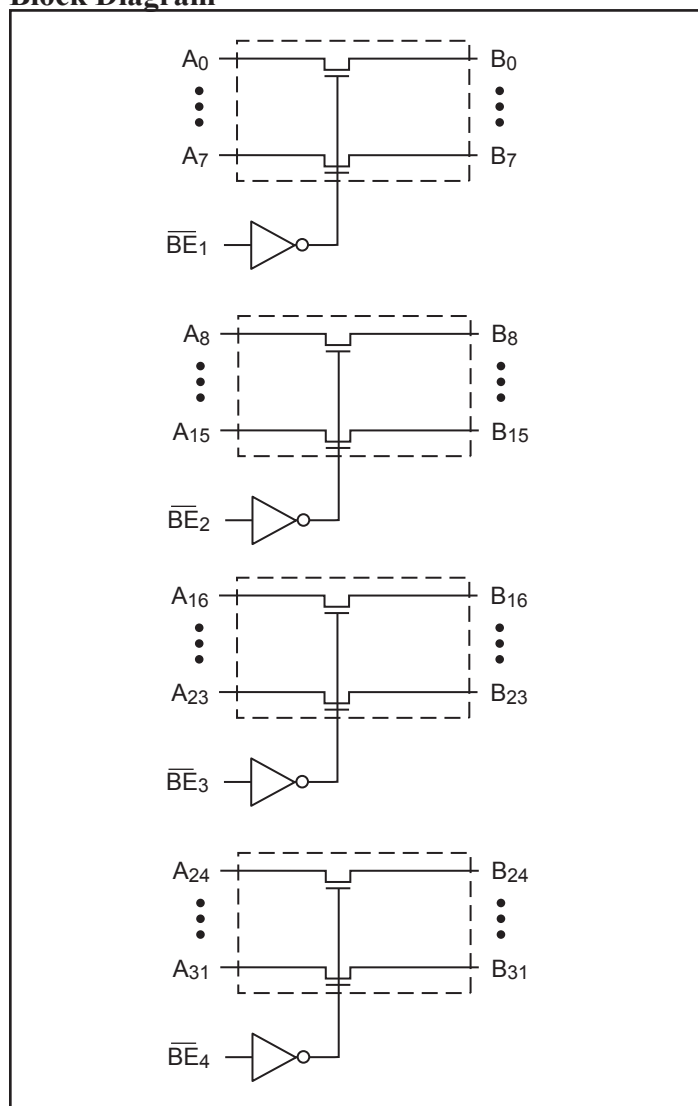 Block Diagram
A0 B0
A7 B7
BE1
A8 B8
A15 B15
BE2
A16 B16
A23 B23
BE3
A24 B24
A31 B31
BE4